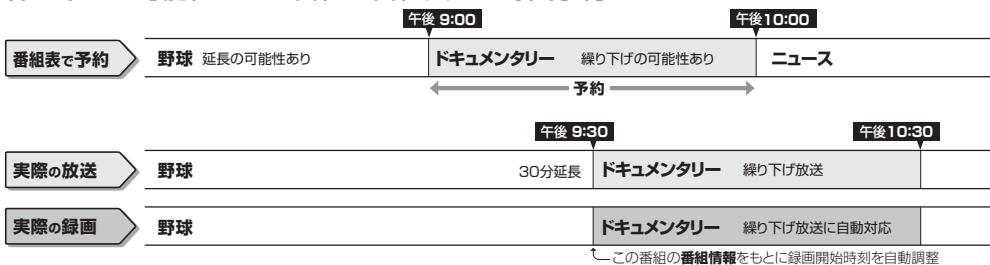 午後 9:00 午後10:00
番組表で予約 野球 延長の可能性あり ドキュメンタリー 繰り下げの可能性あり ニュース
予約
午後 9:30 午後10:30
実際の放送 野球 30分延長 ドキュメンタリー 繰り下げ放送
実際の録画 野球 ドキュメンタリー 繰り下げ放送に自動対応
この番組の番組情報をもとに録画開始時刻を自動調整